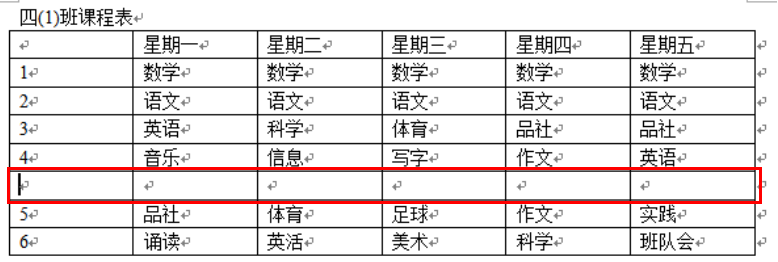 四(1)班课程表
星期一 星期二 星期三 星期四 星期五
1 数学 数学 数学 数学 数学
2 语文 语文 语文 语文 语文
3 英语 科学 体育 品社 品社
4 音乐 信息 写字 作文 英语
5 品社 体育 足球 作文 实践
6 诵读 英活 美术 科学 班队会